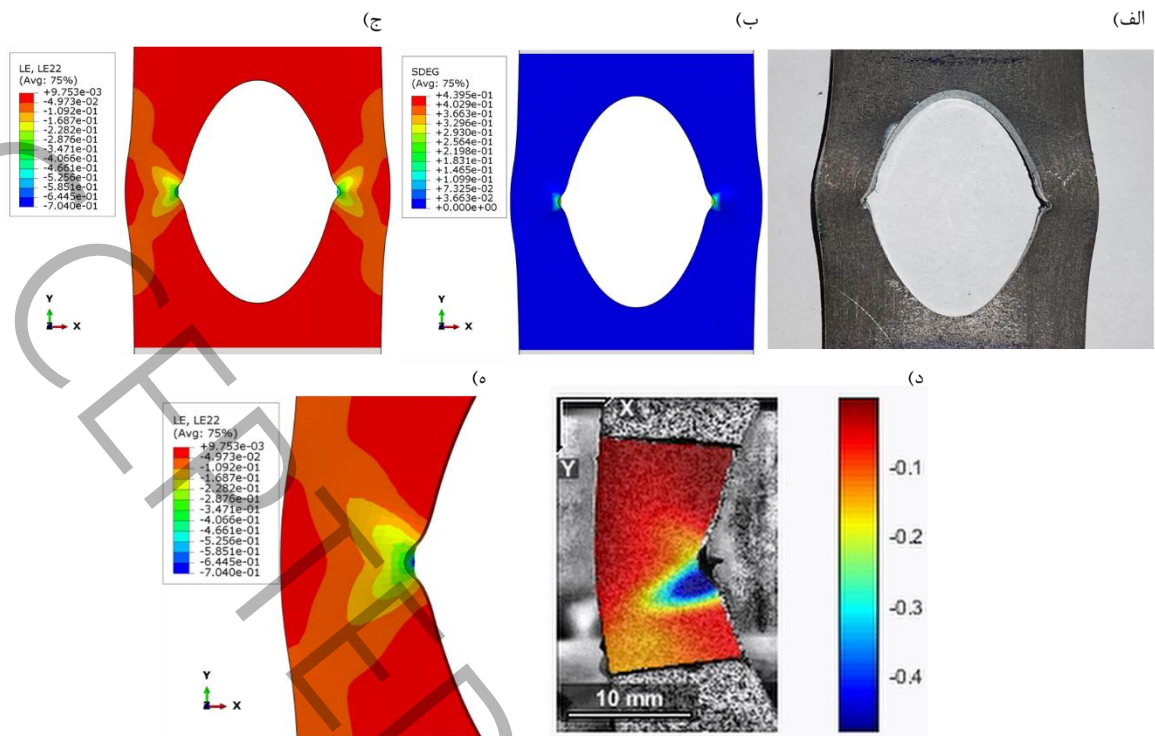 الف)
ب)
ج)
SDEG
(Avg: 75%)
+4.395e-01
+4.029e-01
+3.663e-01
+3.296e-01
+2.930e-01
+2.564e-01
+2.198e-01
+1.831e-01
+1.465e-01
+1.099e-01
+7.325e-02
+3.663e-02
+0.000e+00
Y
X
LE, LE22
(Avg: 75%)
+9.753e-03
-4.973e-02
-1.092e-01
-1.687e-01
-2.282e-01
-2.876e-01
-3.471e-01
-4.066e-01
-4.661e-01
-5.256e-01
-5.851e-01
-6.445e-01
-7.040e-01
Y
X
د)
ه)
X
Y
10 mm
-0.1
-0.2
-0.3
-0.4
LE, LE22
(Avg: 75%)
+9.753e-03
-4.973e-02
-1.092e-01
-1.687e-01
-2.282e-01
-2.876e-01
-3.471e-01
-4.066e-01
-4.661e-01
-5.256e-01
-5.851e-01
-6.445e-01
-7.040e-01
Y
X